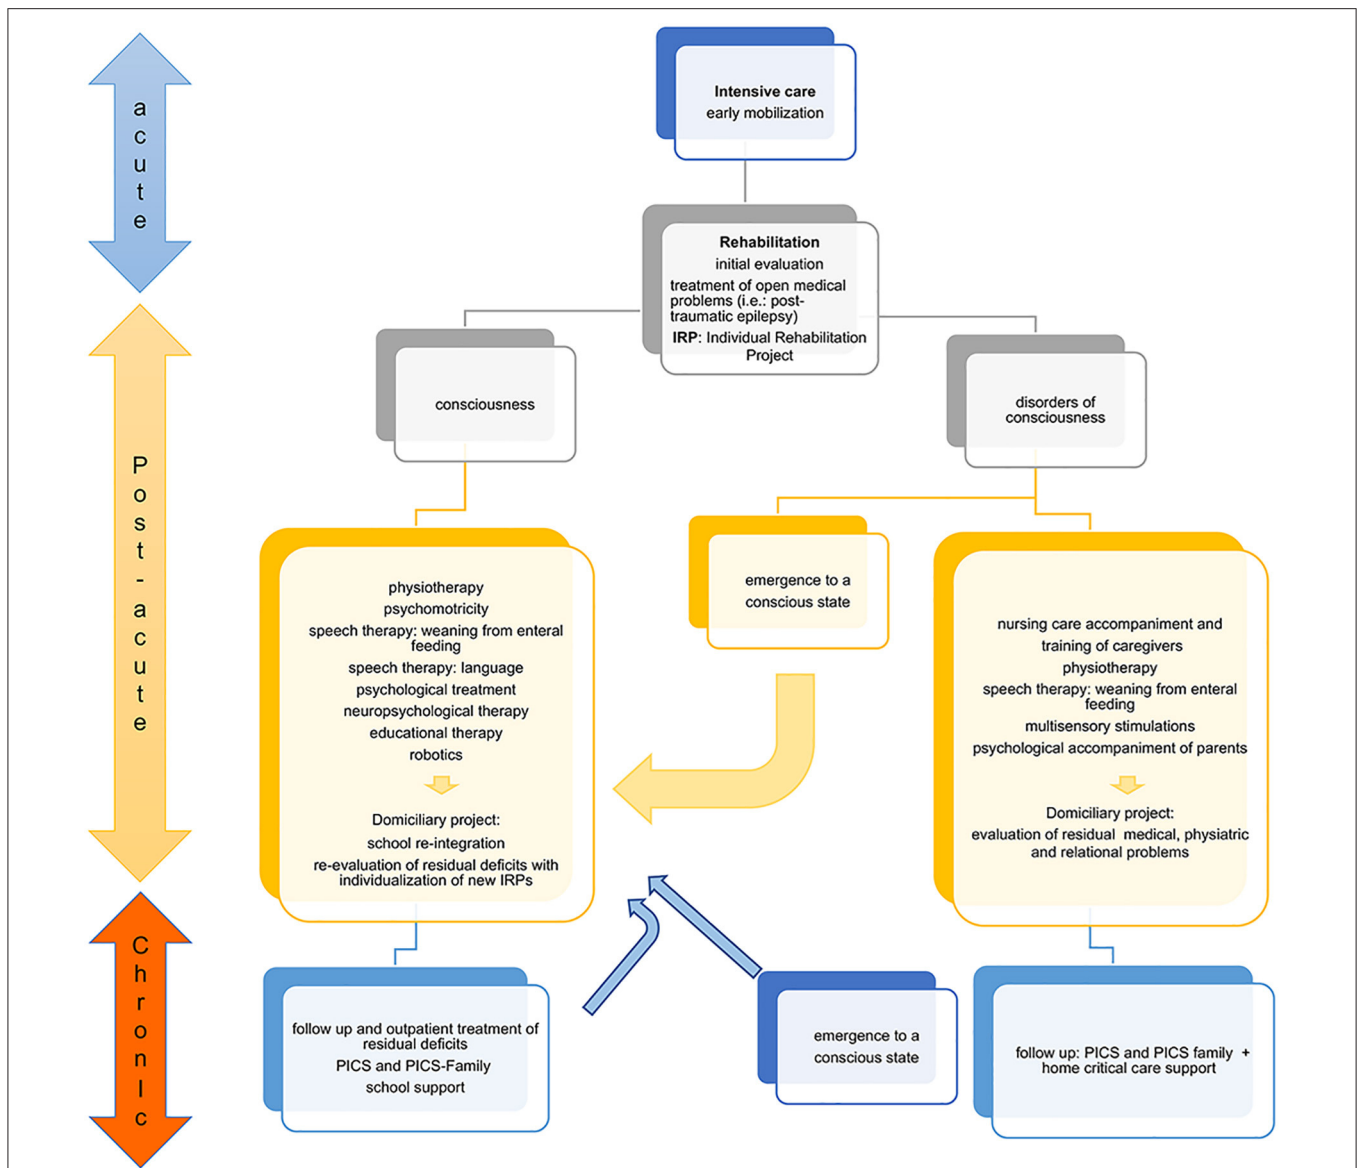 acute
Intensive care
early mobilization
Rehabilitation
initial evaluation
treatment of open medical
problems (i.e.: post-
traumatic epilepsy)
IRP: Individual Rehabilitation
Project
Post-acute
consciousness
disorders of
consciousness
physiotherapy
psychomotricity
speech therapy: weaning from enteral
feeding
speech therapy: language
psychological treatment
neuropsychological therapy
educational therapy
robotics
Domiciliary project:
school re-integration
re-evaluation of residual deficits with
individualization of new IRPs
emergence to a
conscious state
nursing care accompaniment and
training of caregivers
physiotherapy
speech therapy: weaning from enteral
feeding
multisensory stimulations
psychological accompaniment of parents
Domiciliary project:
evaluation of residual medical, physiatric
and relational problems
ChronIc
follow up and outpatient treatment of
residual deficits
PICS and PICS-Family
school support
emergence to a
conscious state
follow up: PICS and PICS family +
home critical care support